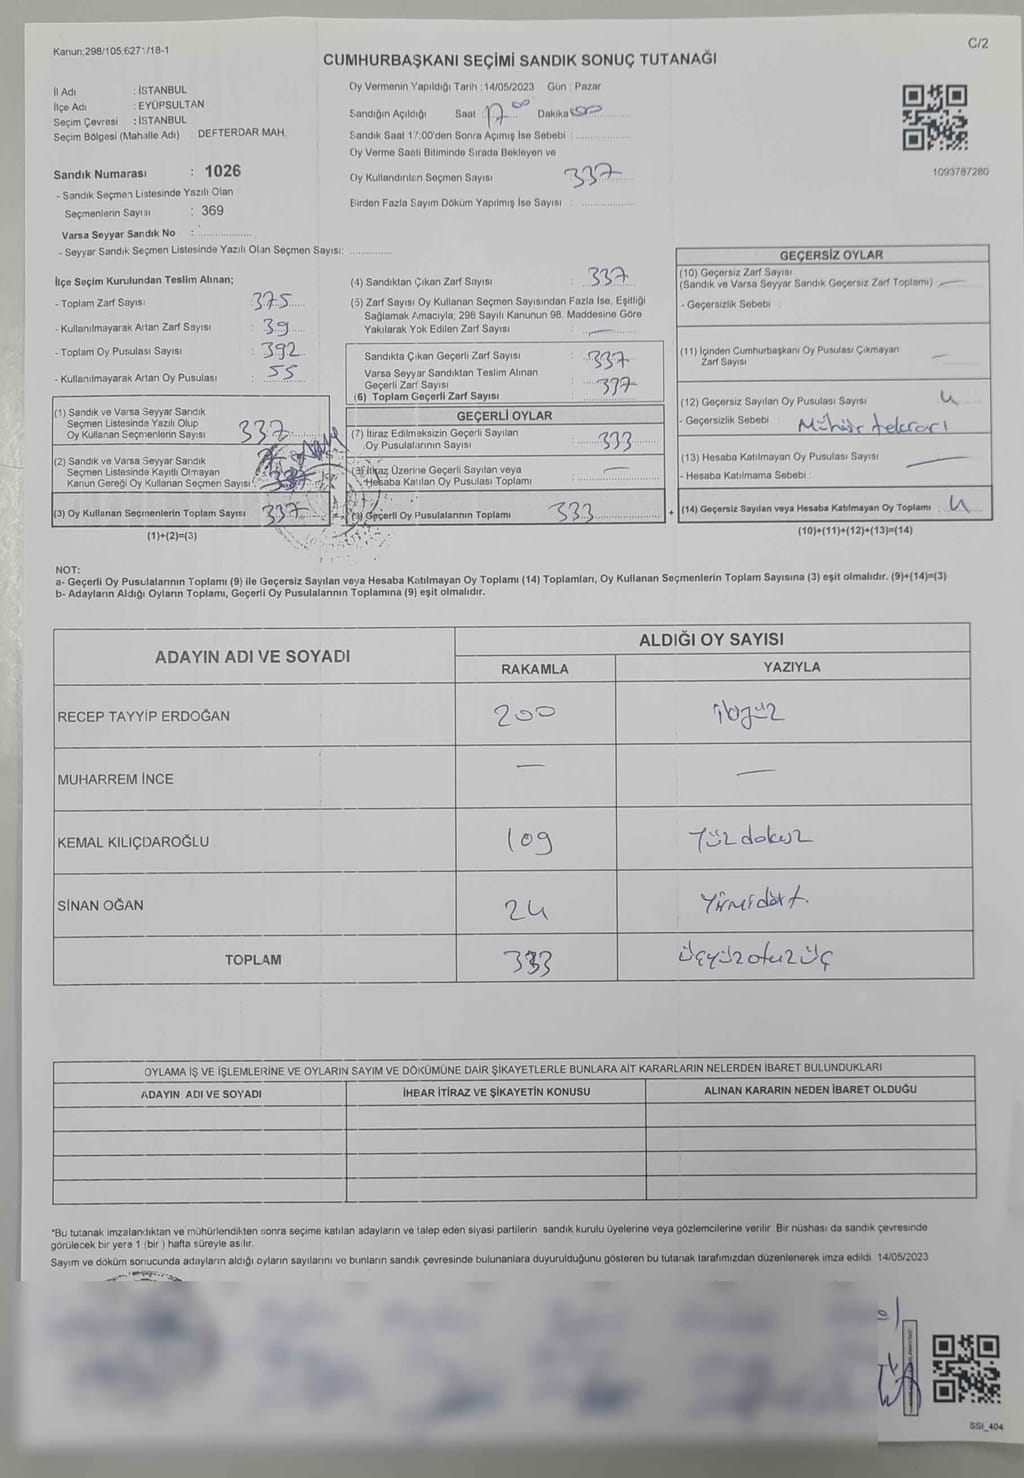 Kanun:298/105,6271/18-1
C/2
CUMHURBAŞKANI SEÇİMİ SANDIK SONUÇ TUTANAĞI
İl Adı : İSTANBUL
İlçe Adı : EYÜPSULTAN
Seçim Çevresi : İSTANBUL
Seçim Bölgesi (Mahalle Adı) : DEFTERDAR MAH.
Oy Vermenin Yapıldığı Tarih : 14/05/2023 Gün : Pazar
Sandığın Açıldığı Saat : 17.00 Dakika 00
Sandık Saat 17:00'den Sonra Açımış İse Sebebi :
Oy Verme Saati Bitiminde Sırada Bekleyen ve
Oy Kullandırılan Seçmen Sayısı 337
Birden Fazla Sayım Döküm Yapılmış İse Sayısı :
1093787280
Sandık Numarası : 1026
- Sandık Seçmen Listesinde Yazılı Olan
Seçmenlerin Sayısı : 369
Varsa Seyyar Sandık No :
- Seyyar Sandık Seçmen Listesinde Yazılı Olan Seçmen Sayısı:
İlçe Seçim Kurulundan Teslim Alınan;
- Toplam Zarf Sayısı : 375
- Kullanılmayarak Artan Zarf Sayısı : 39
- Toplam Oy Pusulası Sayısı : 392
- Kullanılmayarak Artan Oy Pusulası : 55
(1) Sandık ve Varsa Seyyar Sandık
Seçmen Listesinde Yazılı Olup
Oy Kullanan Seçmenlerin Sayısı 337
(2) Sandık ve Varsa Seyyar Sandık
Seçmen Listesinde Kayıtlı Olmayan
Kanun Gereği Oy Kullanan Seçmen Sayısı
(3) Oy Kullanan Seçmenlerin Toplam Sayısı 337
(1)+(2)=(3)
(4) Sandıktan Çıkan Zarf Sayısı : 337
(5) Zarf Sayısı Oy Kullanan Seçmen Sayısından Fazla İse, Eşitliği
Sağlamak Amacıyla; 298 Sayılı Kanunun 98. Maddesine Göre
Yakılarak Yok Edilen Zarf Sayısı : —
Sandıkta Çıkan Geçerli Zarf Sayısı : 337
Varsa Seyyar Sandıktan Teslim Alınan
Geçerli Zarf Sayısı :
(6) Toplam Geçerli Zarf Sayısı : 337
GEÇERLİ OYLAR
(7) İtiraz Edilmeksizin Geçerli Sayılan
Oy Pusulalarının Sayısı : 333
(8) İtiraz Üzerine Geçerli Sayılan veya
Hesaba Katılan Oy Pusulası Toplamı : —
(9) Geçerli Oy Pusulalarının Toplamı 333
+
GEÇERSİZ OYLAR
(10) Geçersiz Zarf Sayısı
(Sandık ve Varsa Seyyar Sandık Geçersiz Zarf Toplamı) —
- Geçersizlik Sebebi :
(11) İçinden Cumhurbaşkanı Oy Pusulası Çıkmayan
Zarf Sayısı —
(12) Geçersiz Sayılan Oy Pusulası Sayısı 4
- Geçersizlik Sebebi : Mühür tekrarı
(13) Hesaba Katılmayan Oy Pusulası Sayısı —
- Hesaba Katılmama Sebebi :
(14) Geçersiz Sayılan veya Hesaba Katılmayan Oy Toplamı : 4
(10)+(11)+(12)+(13)=(14)
NOT:
a- Geçerli Oy Pusulalarının Toplamı (9) ile Geçersiz Sayılan veya Hesaba Katılmayan Oy Toplamı (14) Toplamları, Oy Kullanan Seçmenlerin Toplam Sayısına (3) eşit olmalıdır. (9)+(14)=(3)
b- Adayların Aldığı Oyların Toplamı, Geçerli Oy Pusulalarının Toplamına (9) eşit olmalıdır.
ADAYIN ADI VE SOYADI
ALDIĞI OY SAYISI
RAKAMLA YAZIYLA
RECEP TAYYİP ERDOĞAN 200 ikiyüz
MUHARREM İNCE — —
KEMAL KILIÇDAROĞLU 109 Yüzdokuz
SİNAN OĞAN 24 Yirmidört.
TOPLAM 333 üçyüzotuzüç
OYLAMA İŞ VE İŞLEMLERİNE VE OYLARIN SAYIM VE DÖKÜMÜNE DAİR ŞİKAYETLERLE BUNLARA AİT KARARLARIN NELERDEN İBARET BULUNDUKLARI
ADAYIN ADI VE SOYADI İHBAR İTİRAZ VE ŞİKAYETİN KONUSU ALINAN KARARIN NEDEN İBARET OLDUĞU
*Bu tutanak imzalandıktan ve mühürlendikten sonra seçime katılan adayların ve talep eden siyasi partilerin sandık kurulu üyelerine veya gözlemcilerine verilir. Bir nüshası da sandık çevresinde
görülecek bir yere 1 (bir ) hafta süreyle asılır.
Sayım ve döküm sonucunda adayların aldığı oyların sayılarını ve bunların sandık çevresinde bulunanlara duyurulduğunu gösteren bu tutanak tarafımızdan düzenlenerek imza edildi. 14/05/2023
SSİ_404